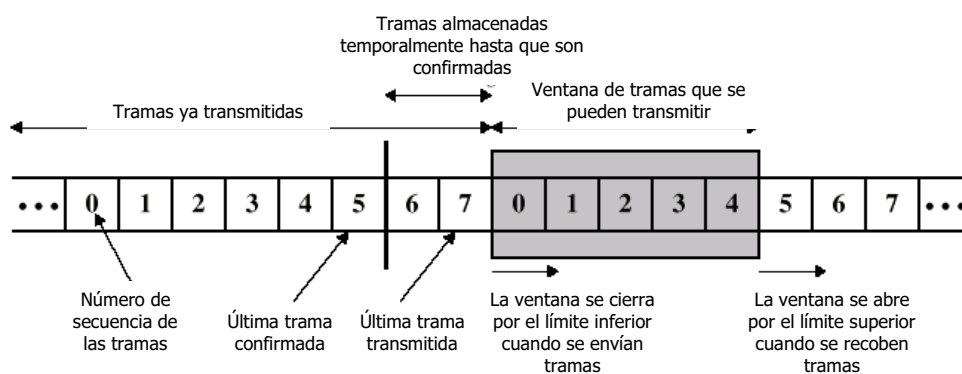 Tramas almacenadas
temporalmente hasta que son
confirmadas
Tramas ya transmitidas
Ventana de tramas que se
pueden transmitir
••• 0 1 2 3 4 5 6 7 0 1 2 3 4 5 6 7 •••
Número de
secuencia de
las tramas
Última trama
confirmada
Última trama
transmitida
La ventana se cierra
por el límite inferior
cuando se envían
tramas
La ventana se abre
por el límite superior
cuando se recoben
tramas